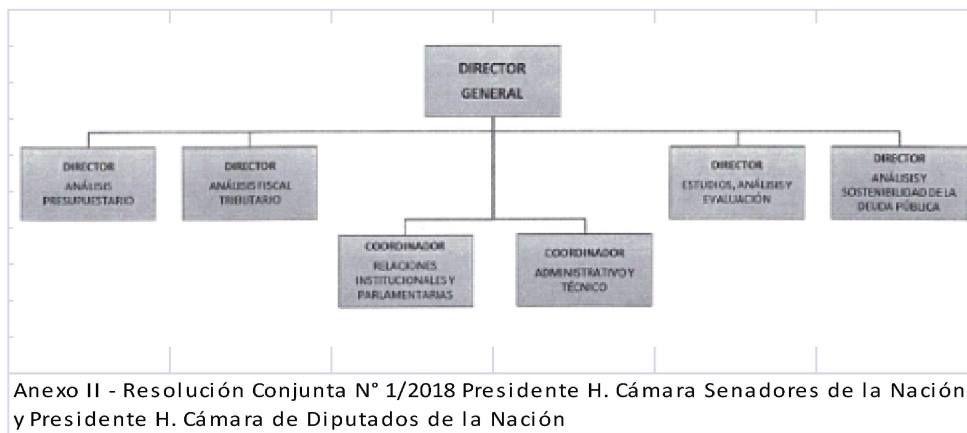 DIRECTOR
GENERAL
DIRECTOR
ANÁLISIS
PRESUPUESTARIO
DIRECTOR
ANÁLISIS FISCAL
TRIBUTARIO
DIRECTOR
ESTUDIOS, ANÁLISIS Y
EVALUACIÓN
DIRECTOR
ANÁLISIS Y
SOSTENIBILIDAD DE LA
DEUDA PÚBLICA
COORDINADOR
RELACIONES
INSTITUCIONALES Y
PARLAMENTARIAS
COORDINADOR
ADMINISTRATIVO Y
TÉCNICO
Anexo II - Resolución Conjunta N° 1/2018 Presidente H. Cámara Senadores de la Nación
y Presidente H. Cámara de Diputados de la Nación